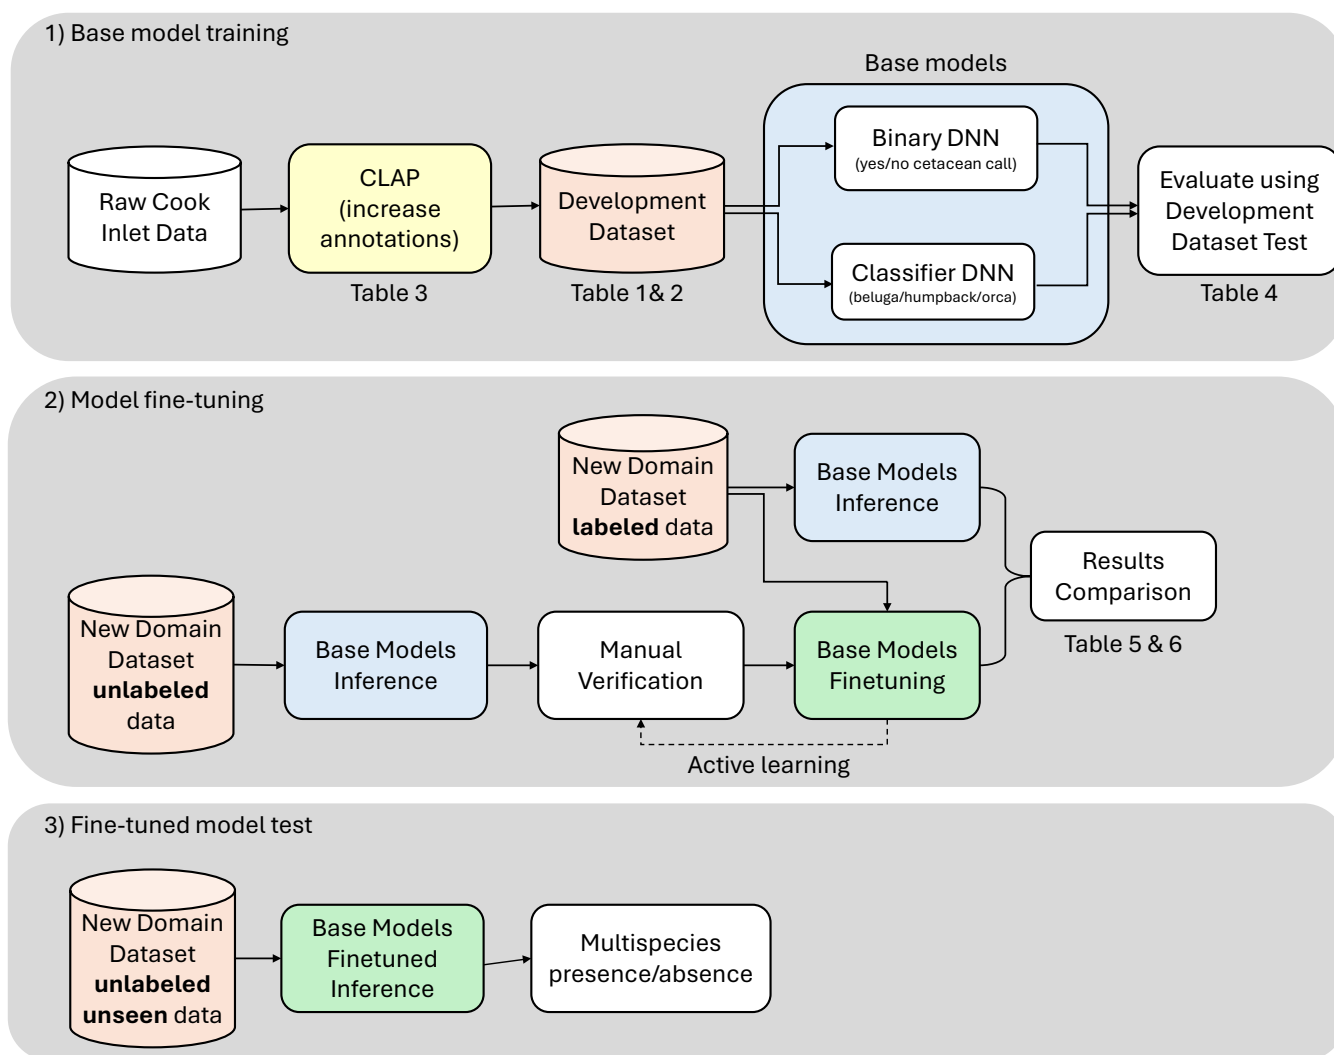 1) Base model training
Base models
Raw Cook
Inlet Data
CLAP
(increase
annotations)
Table 3
Development
Dataset
Table 1& 2
Binary DNN
(yes/no cetacean call)
Classifier DNN
(beluga/humpback/orca)
Evaluate using
Development
Dataset Test
Table 4
2) Model fine-tuning
New Domain
Dataset
labeled data
Base Models
Inference
Results
Comparison
Table 5 & 6
New Domain
Dataset
unlabeled
data
Base Models
Inference
Manual
Verification
Base Models
Finetuning
Active learning
3) Fine-tuned model test
New Domain
Dataset
unlabeled
unseen data
Base Models
Finetuned
Inference
Multispecies
presence/absence